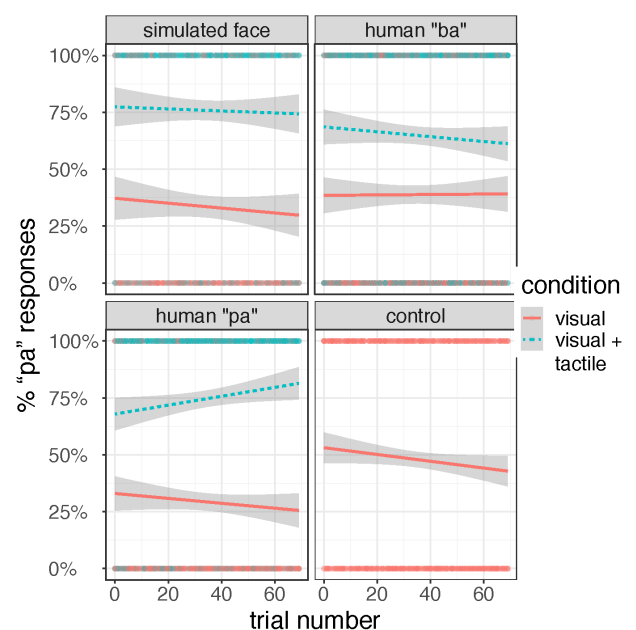 simulated face
human "ba"
100%
75%
50%
25%
0%
human "pa"
control
100%
75%
50%
25%
0%
0
20
40
60
0
20
40
60
trial number
% “pa” responses
condition
visual
visual +
tactile